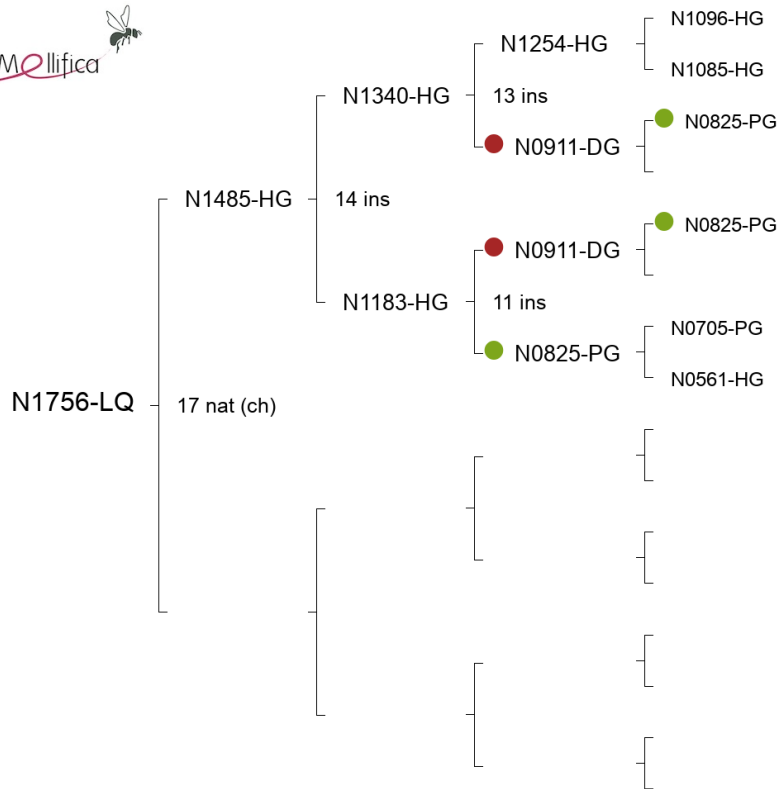 Mellifica
N1096-HG
N1254-HG
N1085-HG
N1340-HG
13 ins
N0825-PG
N0911-DG
N1485-HG
14 ins
N0825-PG
N0911-DG
N1183-HG
11 ins
N0705-PG
N0825-PG
N0561-HG
N1756-LQ
17 nat (ch)